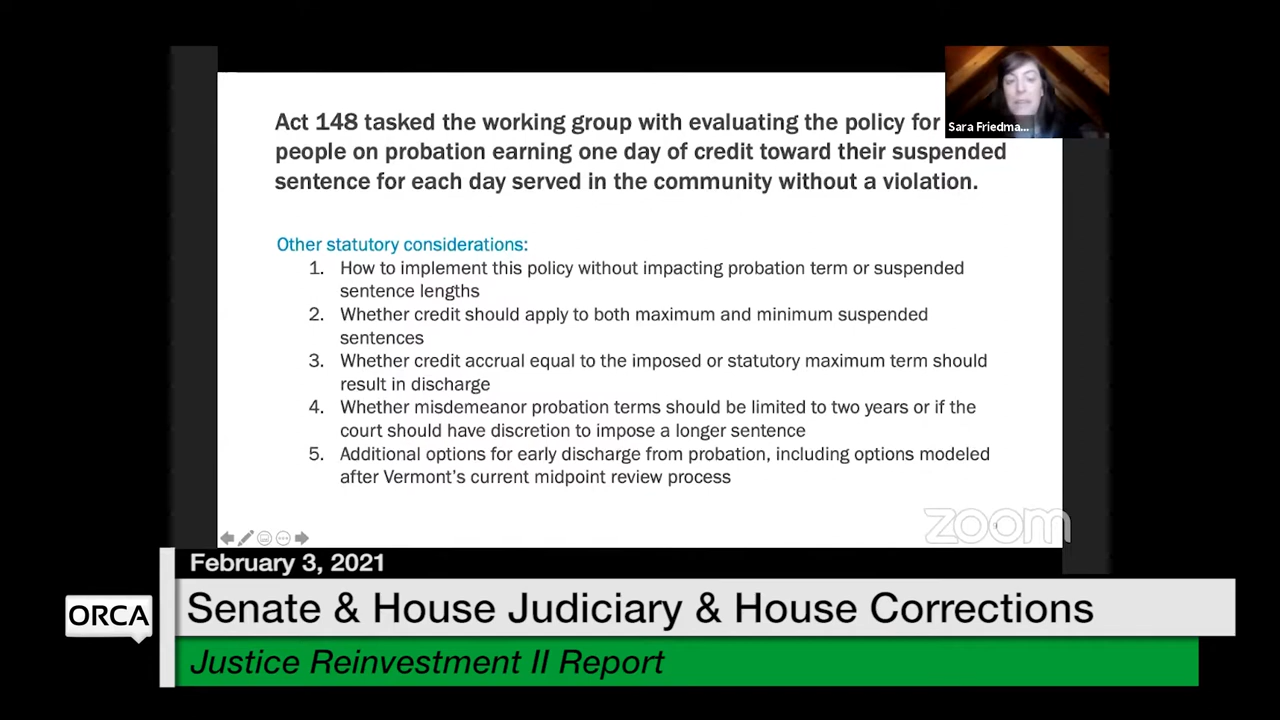 Act 148 tasked the working group with evaluating the policy for
people on probation earning one day of credit toward their suspended
sentence for each day served in the community without a violation.
Sara Friedma...
Other statutory considerations:
1. How to implement this policy without impacting probation term or suspended
sentence lengths
2. Whether credit should apply to both maximum and minimum suspended
sentences
3. Whether credit accrual equal to the imposed or statutory maximum term should
result in discharge
4. Whether misdemeanor probation terms should be limited to two years or if the
court should have discretion to impose a longer sentence
5. Additional options for early discharge from probation, including options modeled
after Vermont's current midpoint review process
zoom
February 3, 2021
ORCA
Senate & House Judiciary & House Corrections
Justice Reinvestment II Report